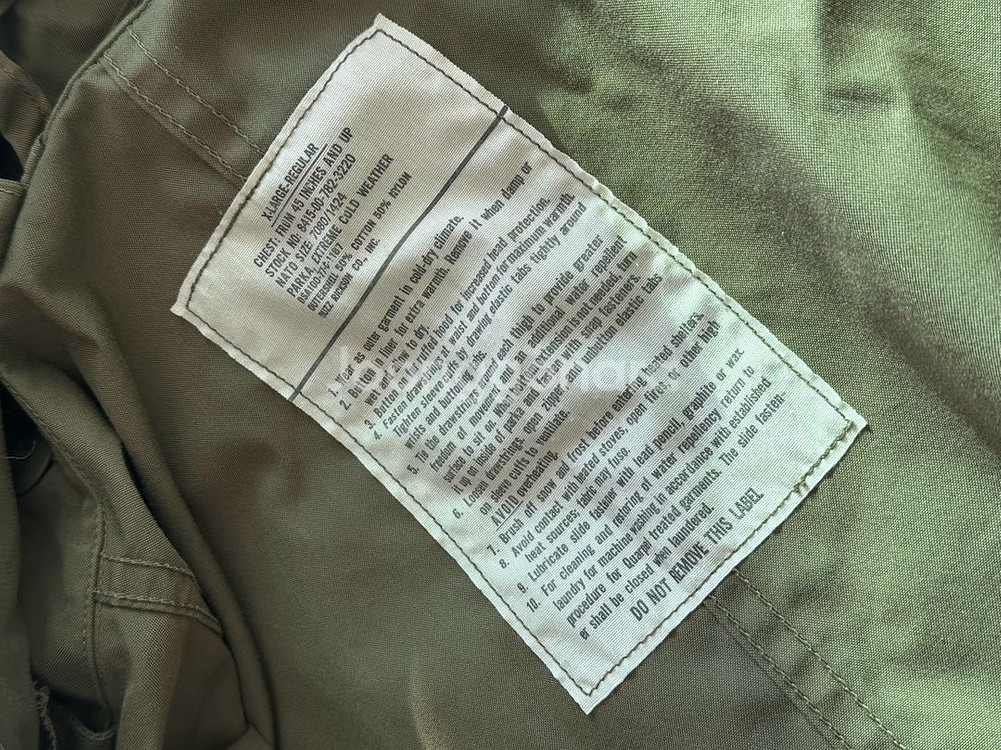 X-LARGE-REGULAR
CHEST: FRUM 45 INCHES AND UP
STOCK NO: 8415-00-782-3220
NATO SIZE 7080/1424
PARKA, EXTREME COLD WEATHER
DSA100-74-C-1187
OVERSHELL 50% COTTON 50% NYLON
BUZZ RICKSON CO., INC.
1. Wear as outer garment in cold-dry climate.
2. Button in liner for extra warmth. Remove it when damp or
wet and allow to dry.
3. Button on fur ruffed hood for increased head protection.
4. Fasten drawstrings at waist and bottom for maximum warmth.
Tighten sleeve cuffs by drawing elastic tabs tightly around
wrists and buttoning tabs.
5. Tie the drawstrings around each thigh to provide greater
freedom of movement and an additional water repellent
surface to sit on. When bottom extension is not needed, turn
it up on inside of parka and fasten with snap fasteners.
6. Loosen drawstrings, open zipper, and unbutton elastic tabs
on sleeve cuffs to ventilate.
AVOID overheating.
7. Brush off snow and frost before entering heated shelters.
8. Avoid contact with heated stoves, open fires, or other high
heat sources; fabric may fuse.
9. Lubricate slide fastener with lead pencil, graphite or wax.
10. For cleaning and restoring of water repellency return to
laundry for machine washing in accordance with established
procedure for Quarpel treated garments. The slide fasten-
er shall be closed when laundered.
DO NOT REMOVE THIS LABEL